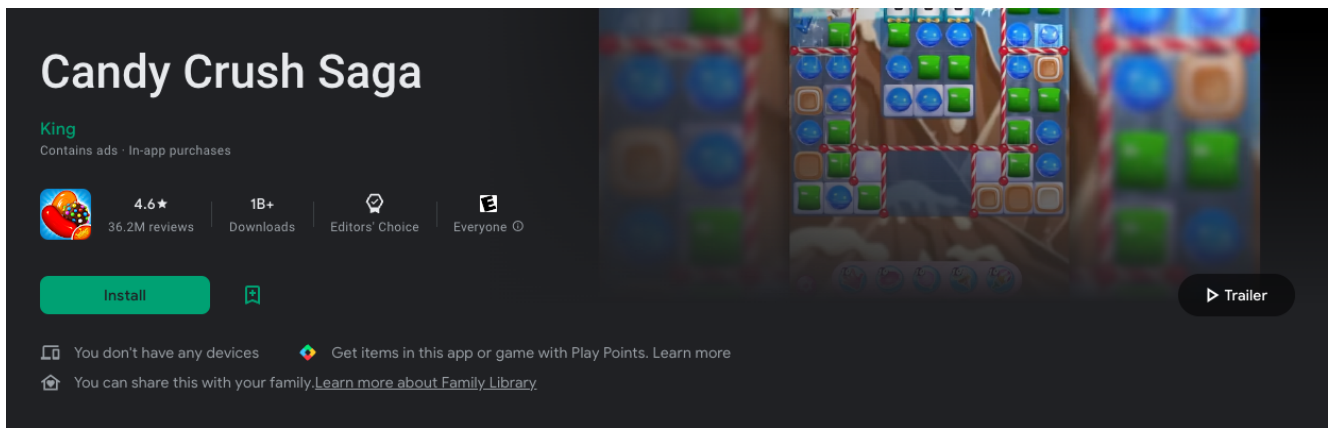 Candy Crush Saga
King
Contains ads · In-app purchases
4.6★ 1B+ E
36.2M reviews Downloads Editors' Choice Everyone
Install
Trailer
You don't have any devices Get items in this app or game with Play Points. Learn more
You can share this with your family.Learn more about Family Library